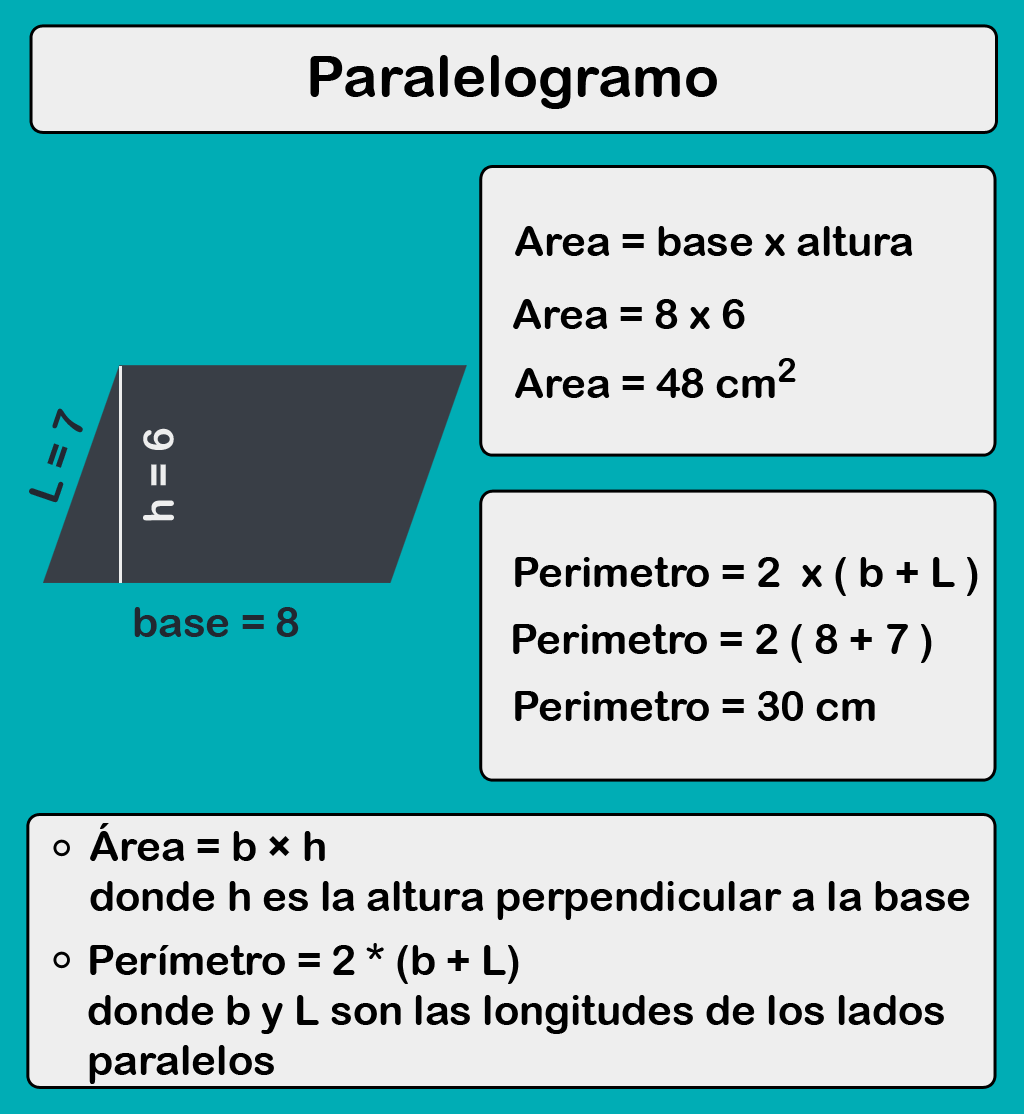 Paralelogramo
Area = base x altura
Area = 8 x 6
Area = 48 cm²
L = 7
h = 6
base = 8
Perimetro = 2 x ( b + L )
Perimetro = 2 ( 8 + 7 )
Perimetro = 30 cm
Área = b × h
donde h es la altura perpendicular a la base
Perímetro = 2 * (b + L)
donde b y L son las longitudes de los lados
paralelos